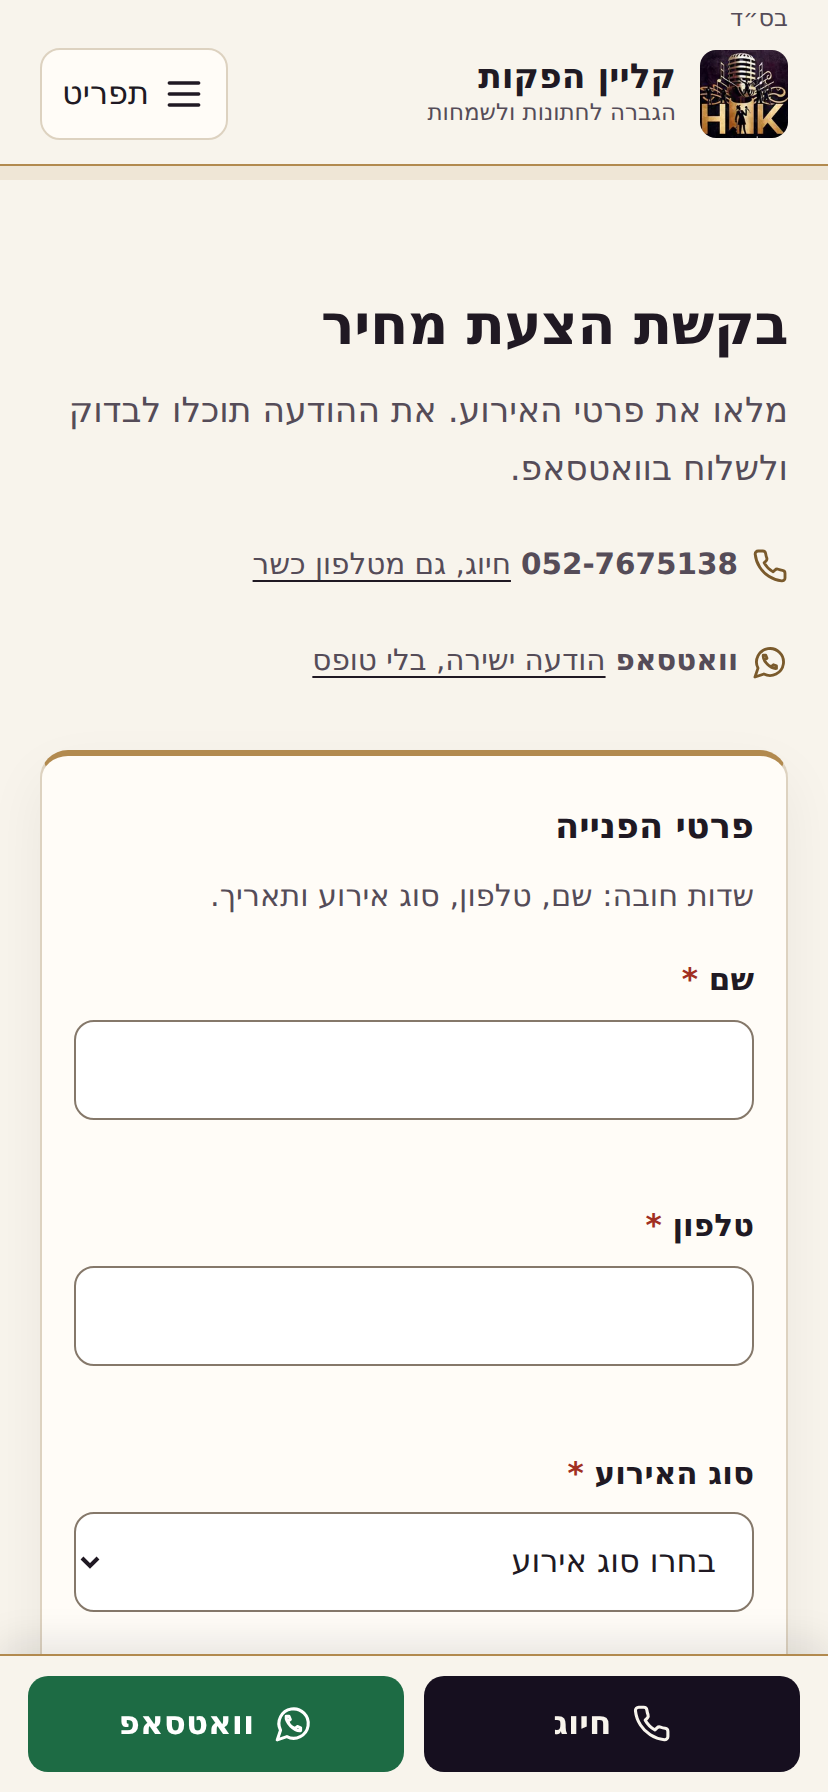 בס״ד
קליין הפקות
הגברה לחתונות ולשמחות
תפריט
HK
בקשת הצעת מחיר
מלאו את פרטי האירוע. את ההודעה תוכלו לבדוק
ולשלוח בוואטסאפ.
052-7675138 חיוג, גם מטלפון כשר
וואטסאפ הודעה ישירה, בלי טופס
פרטי הפנייה
שדות חובה: שם, טלפון, סוג אירוע ותאריך.
שם *
טלפון *
סוג האירוע *
בחרו סוג אירוע
חיוג
וואטסאפ